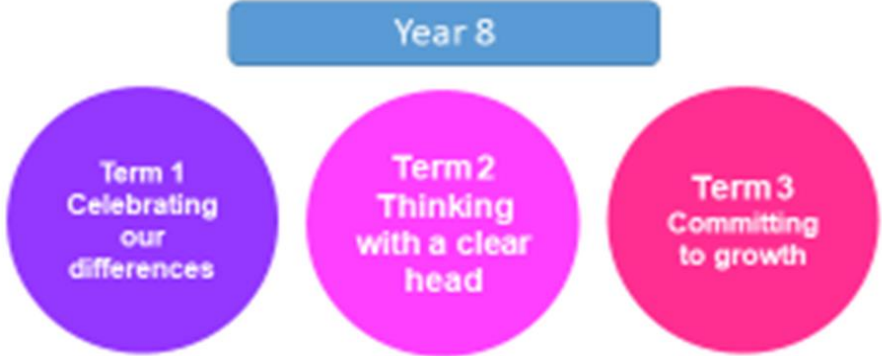 Year 8
Term 1
Celebrating
our
differences
Term 2
Thinking
with a clear
head
Term 3
Committing
to growth